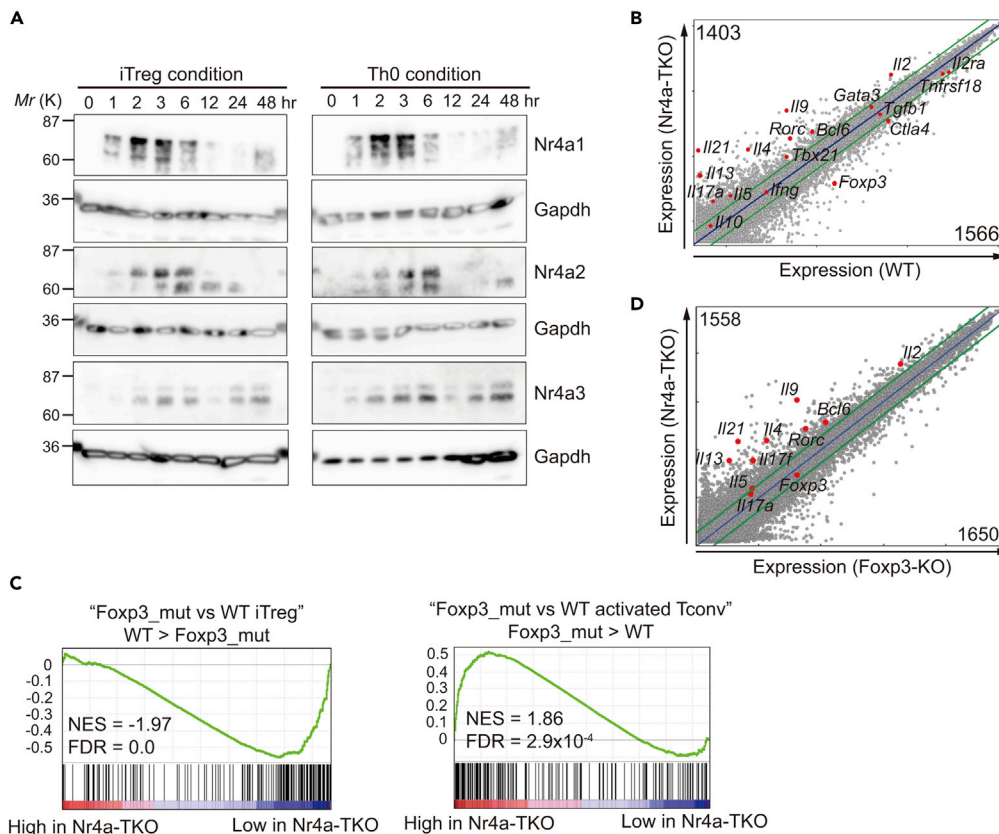 A
iTreg condition
Th0 condition
Mr (K)
0 1 2 3 6 12 24 48 hr
0 1 2 3 6 12 24 48 hr
87
60
Nr4a1
36
Gapdh
87
60
Nr4a2
36
Gapdh
87
60
Nr4a3
36
Gapdh
B
1403
Expression (Nr4a-TKO)
Il2
Il2ra
Tnfrsf18
Gata3
Tgfb1
Il9
Rorc
Bcl6
Ctla4
Il21
Il4
Tbx21
Il13
Foxp3
Il17a
Il5
Ifng
Il10
1566
Expression (WT)
D
1558
Expression (Nr4a-TKO)
Il2
Il9
Bcl6
Il21
Il4
Rorc
Il13
Il17f
Il5
Foxp3
Il17a
1650
Expression (Foxp3-KO)
C
“Foxp3_mut vs WT iTreg”
WT > Foxp3_mut
0
-0.1
-0.2
-0.3
-0.4
-0.5
NES = -1.97
FDR = 0.0
High in Nr4a-TKO
Low in Nr4a-TKO
“Foxp3_mut vs WT activated Tconv”
Foxp3_mut > WT
0.5
0.4
0.3
0.2
0.1
0
NES = 1.86
FDR = 2.9x10⁻⁴
High in Nr4a-TKO
Low in Nr4a-TKO